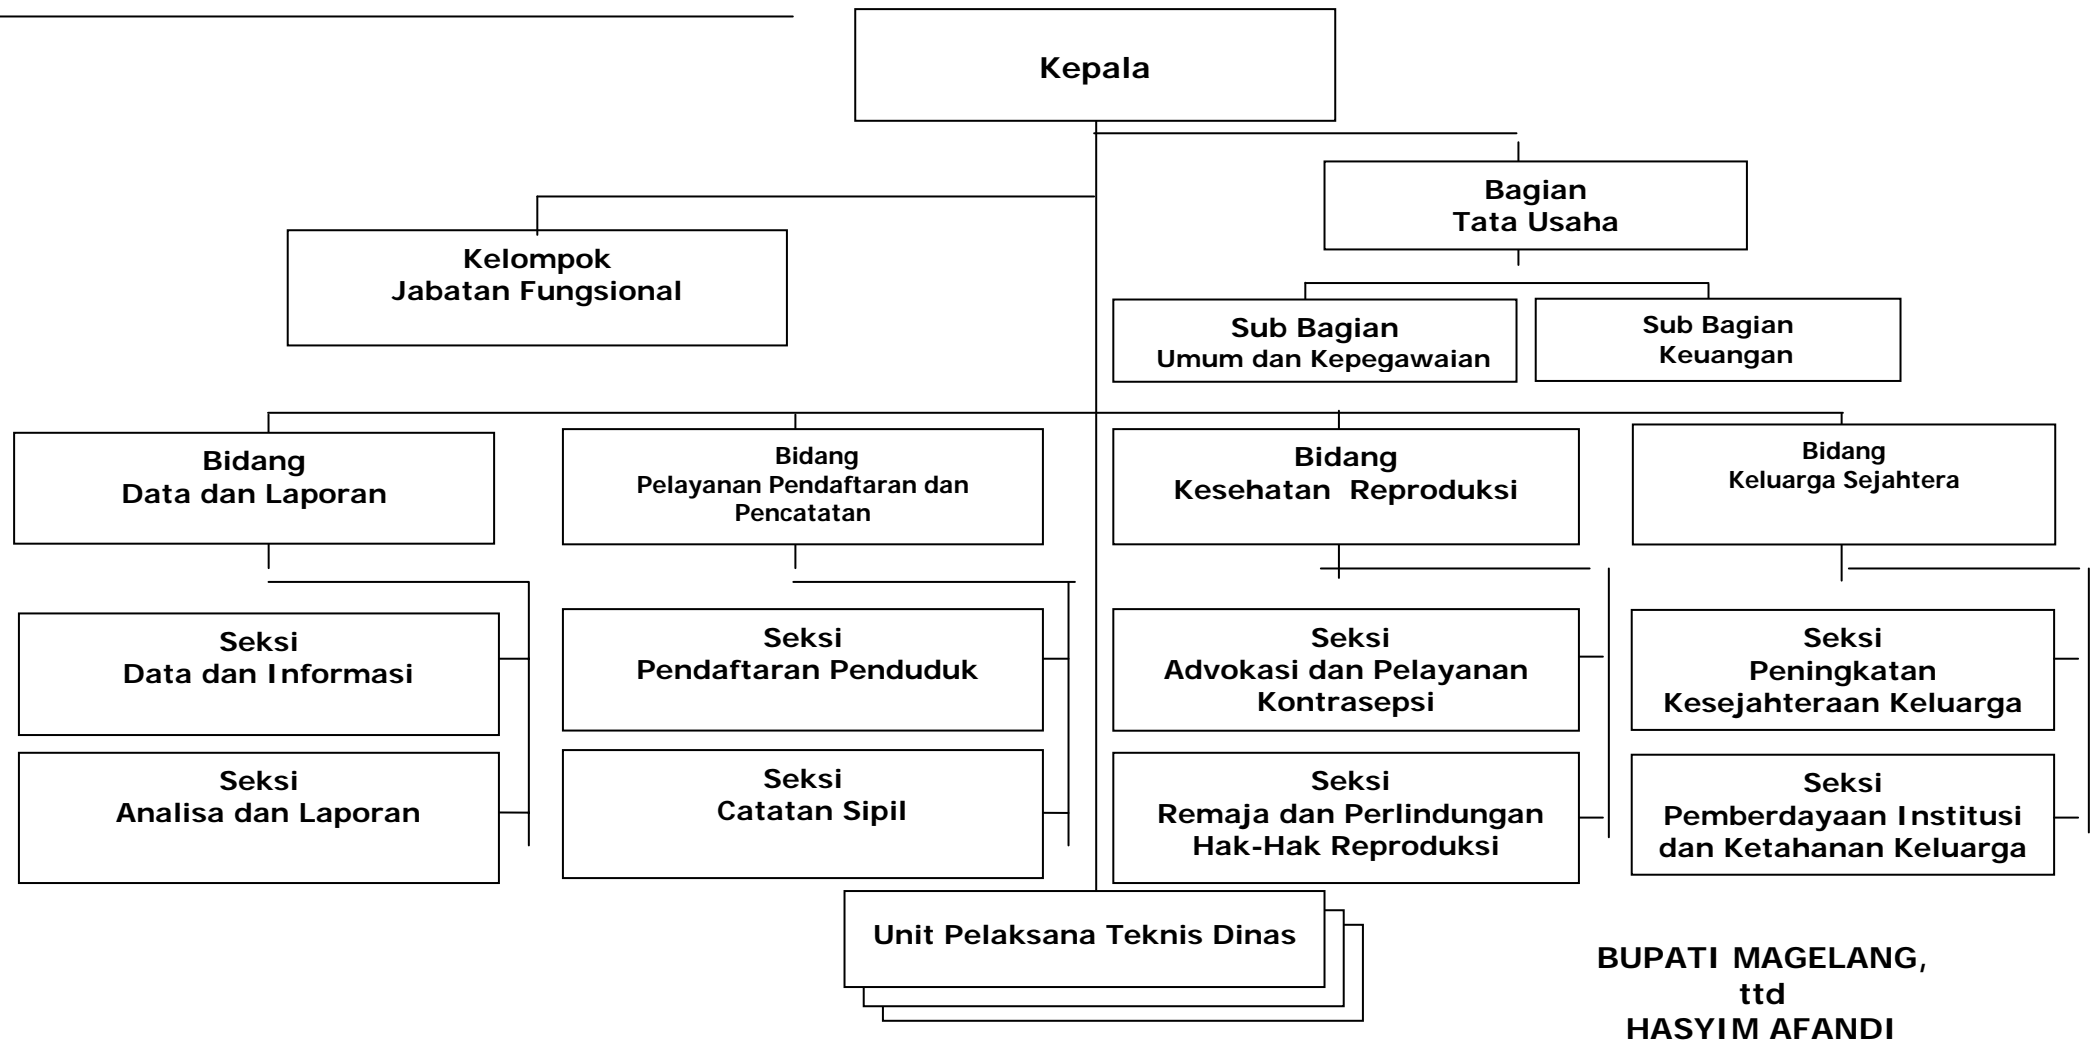 Kepala
Bagian
Tata Usaha
Kelompok
Jabatan Fungsional
Sub Bagian
Umum dan Kepegawaian
Sub Bagian
Keuangan
Bidang
Data dan Laporan
Bidang
Pelayanan Pendaftaran dan
Pencatatan
Bidang
Kesehatan Reproduksi
Bidang
Keluarga Sejahtera
Seksi
Data dan Informasi
Seksi
Pendaftaran Penduduk
Seksi
Advokasi dan Pelayanan
Kontrasepsi
Seksi
Peningkatan
Kesejahteraan Keluarga
Seksi
Analisa dan Laporan
Seksi
Catatan Sipil
Seksi
Remaja dan Perlindungan
Hak-Hak Reproduksi
Seksi
Pemberdayaan Institusi
dan Ketahanan Keluarga
Unit Pelaksana Teknis Dinas
BUPATI MAGELANG,
ttd
HASYIM AFANDI